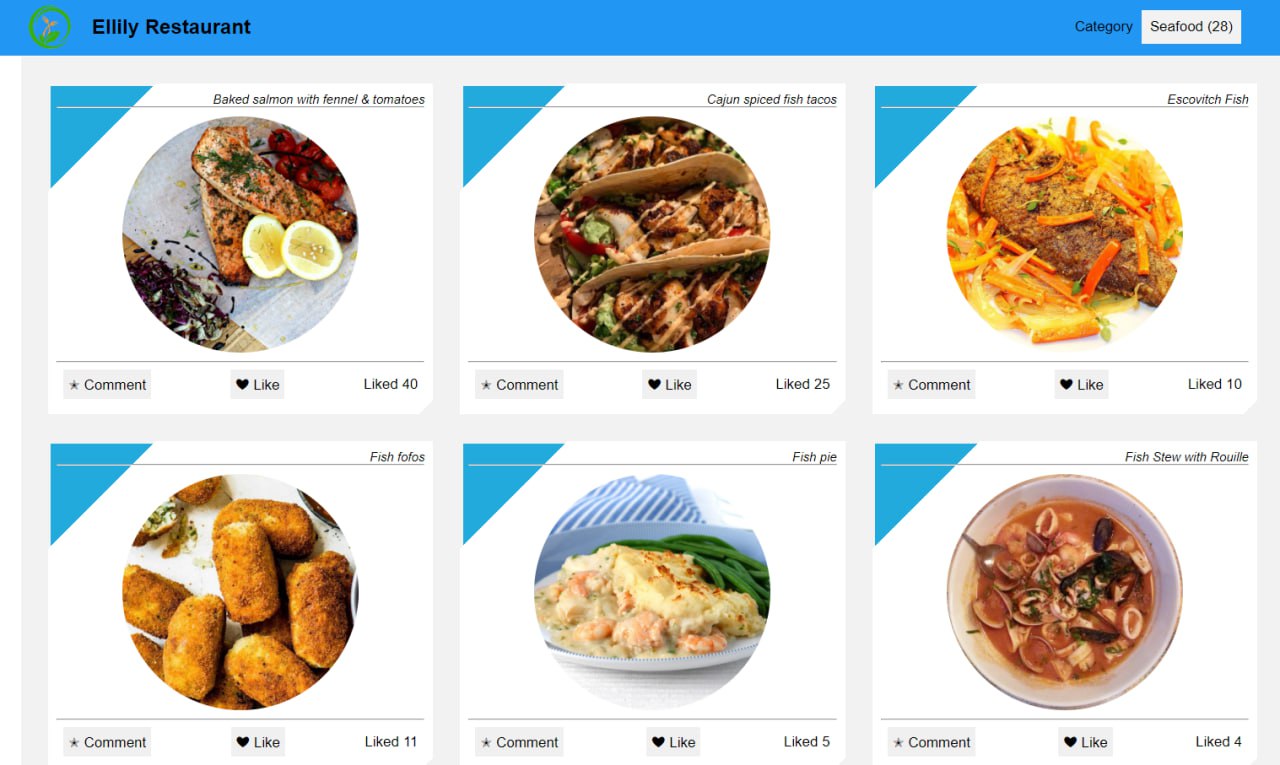 Ellily Restaurant
Category Seafood (28)
Baked salmon with fennel & tomatoes
Cajun spiced fish tacos
Escovitch Fish
Comment Like Liked 40
Comment Like Liked 25
Comment Like Liked 10
Fish fofos
Fish pie
Fish Stew with Rouille
Comment Like Liked 11
Comment Like Liked 5
Comment Like Liked 4